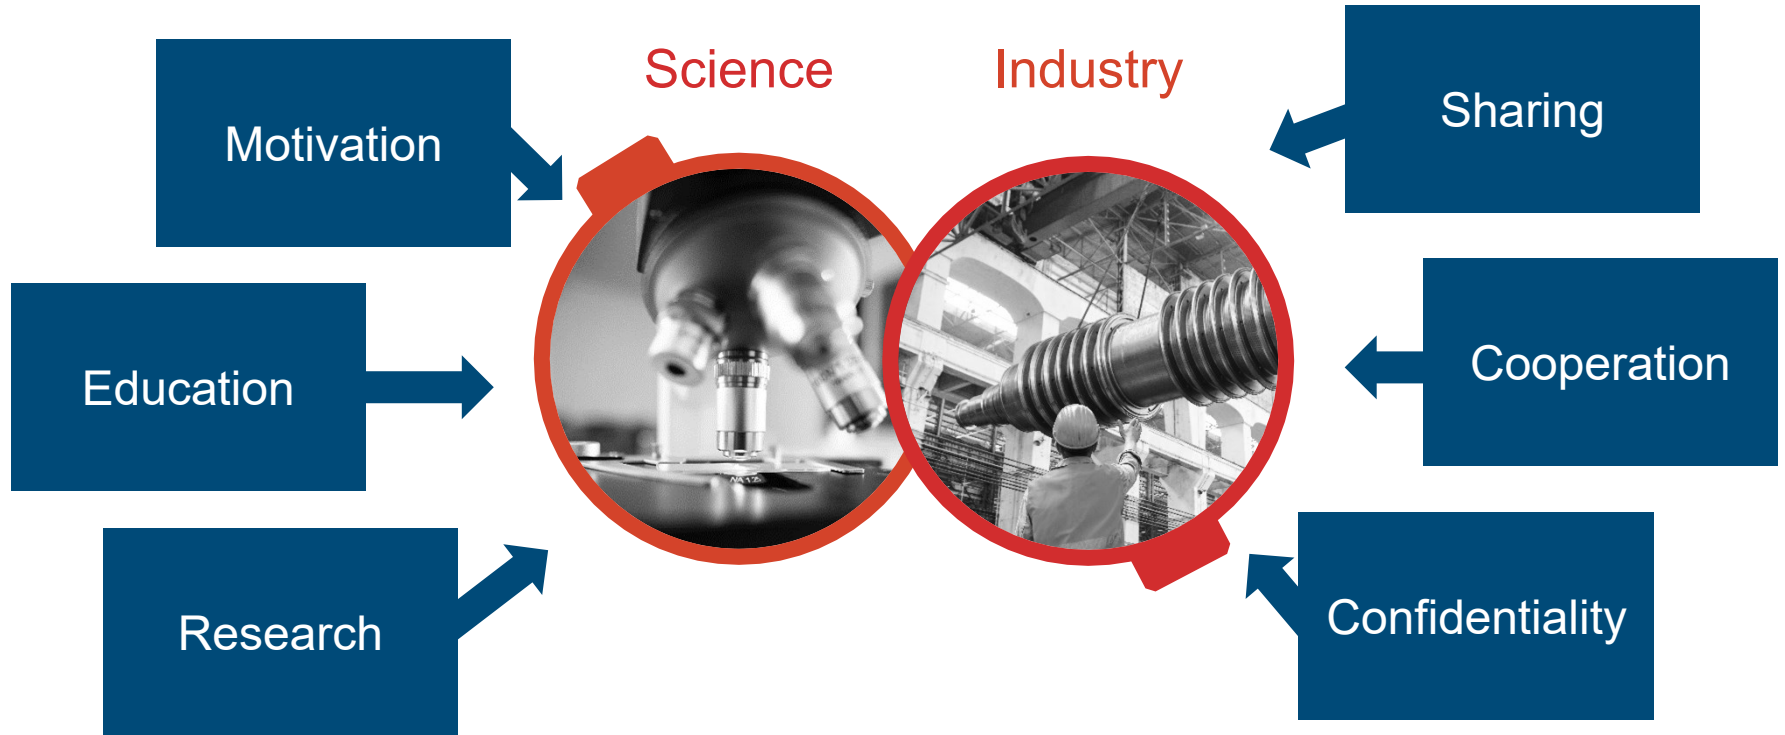 Science
Industry
Motivation
Education
Research
Sharing
Cooperation
Confidentiality